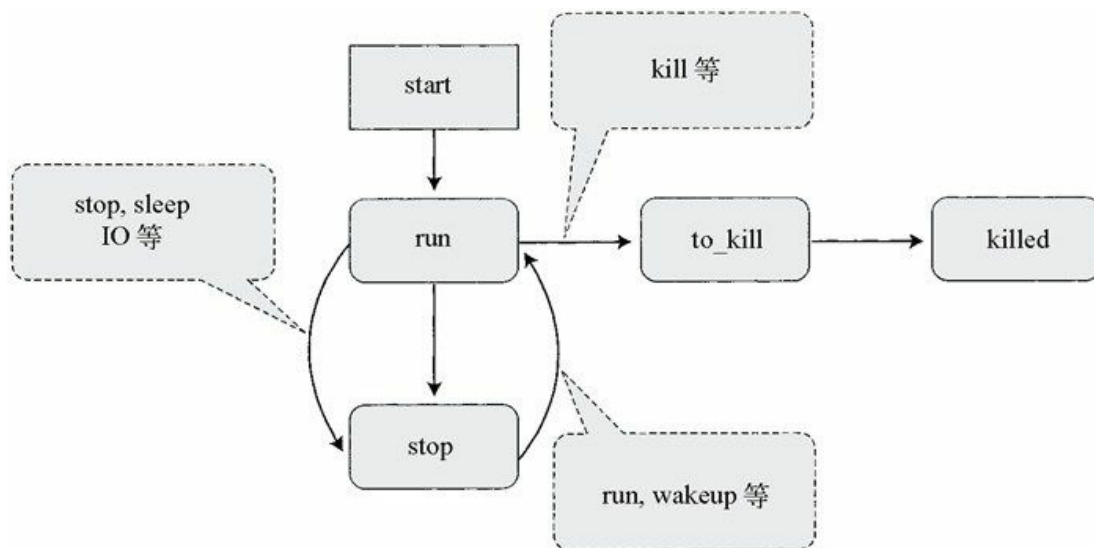 start
kill 等
stop, sleep
IO 等
run
to_kill
killed
stop
run, wakeup 等